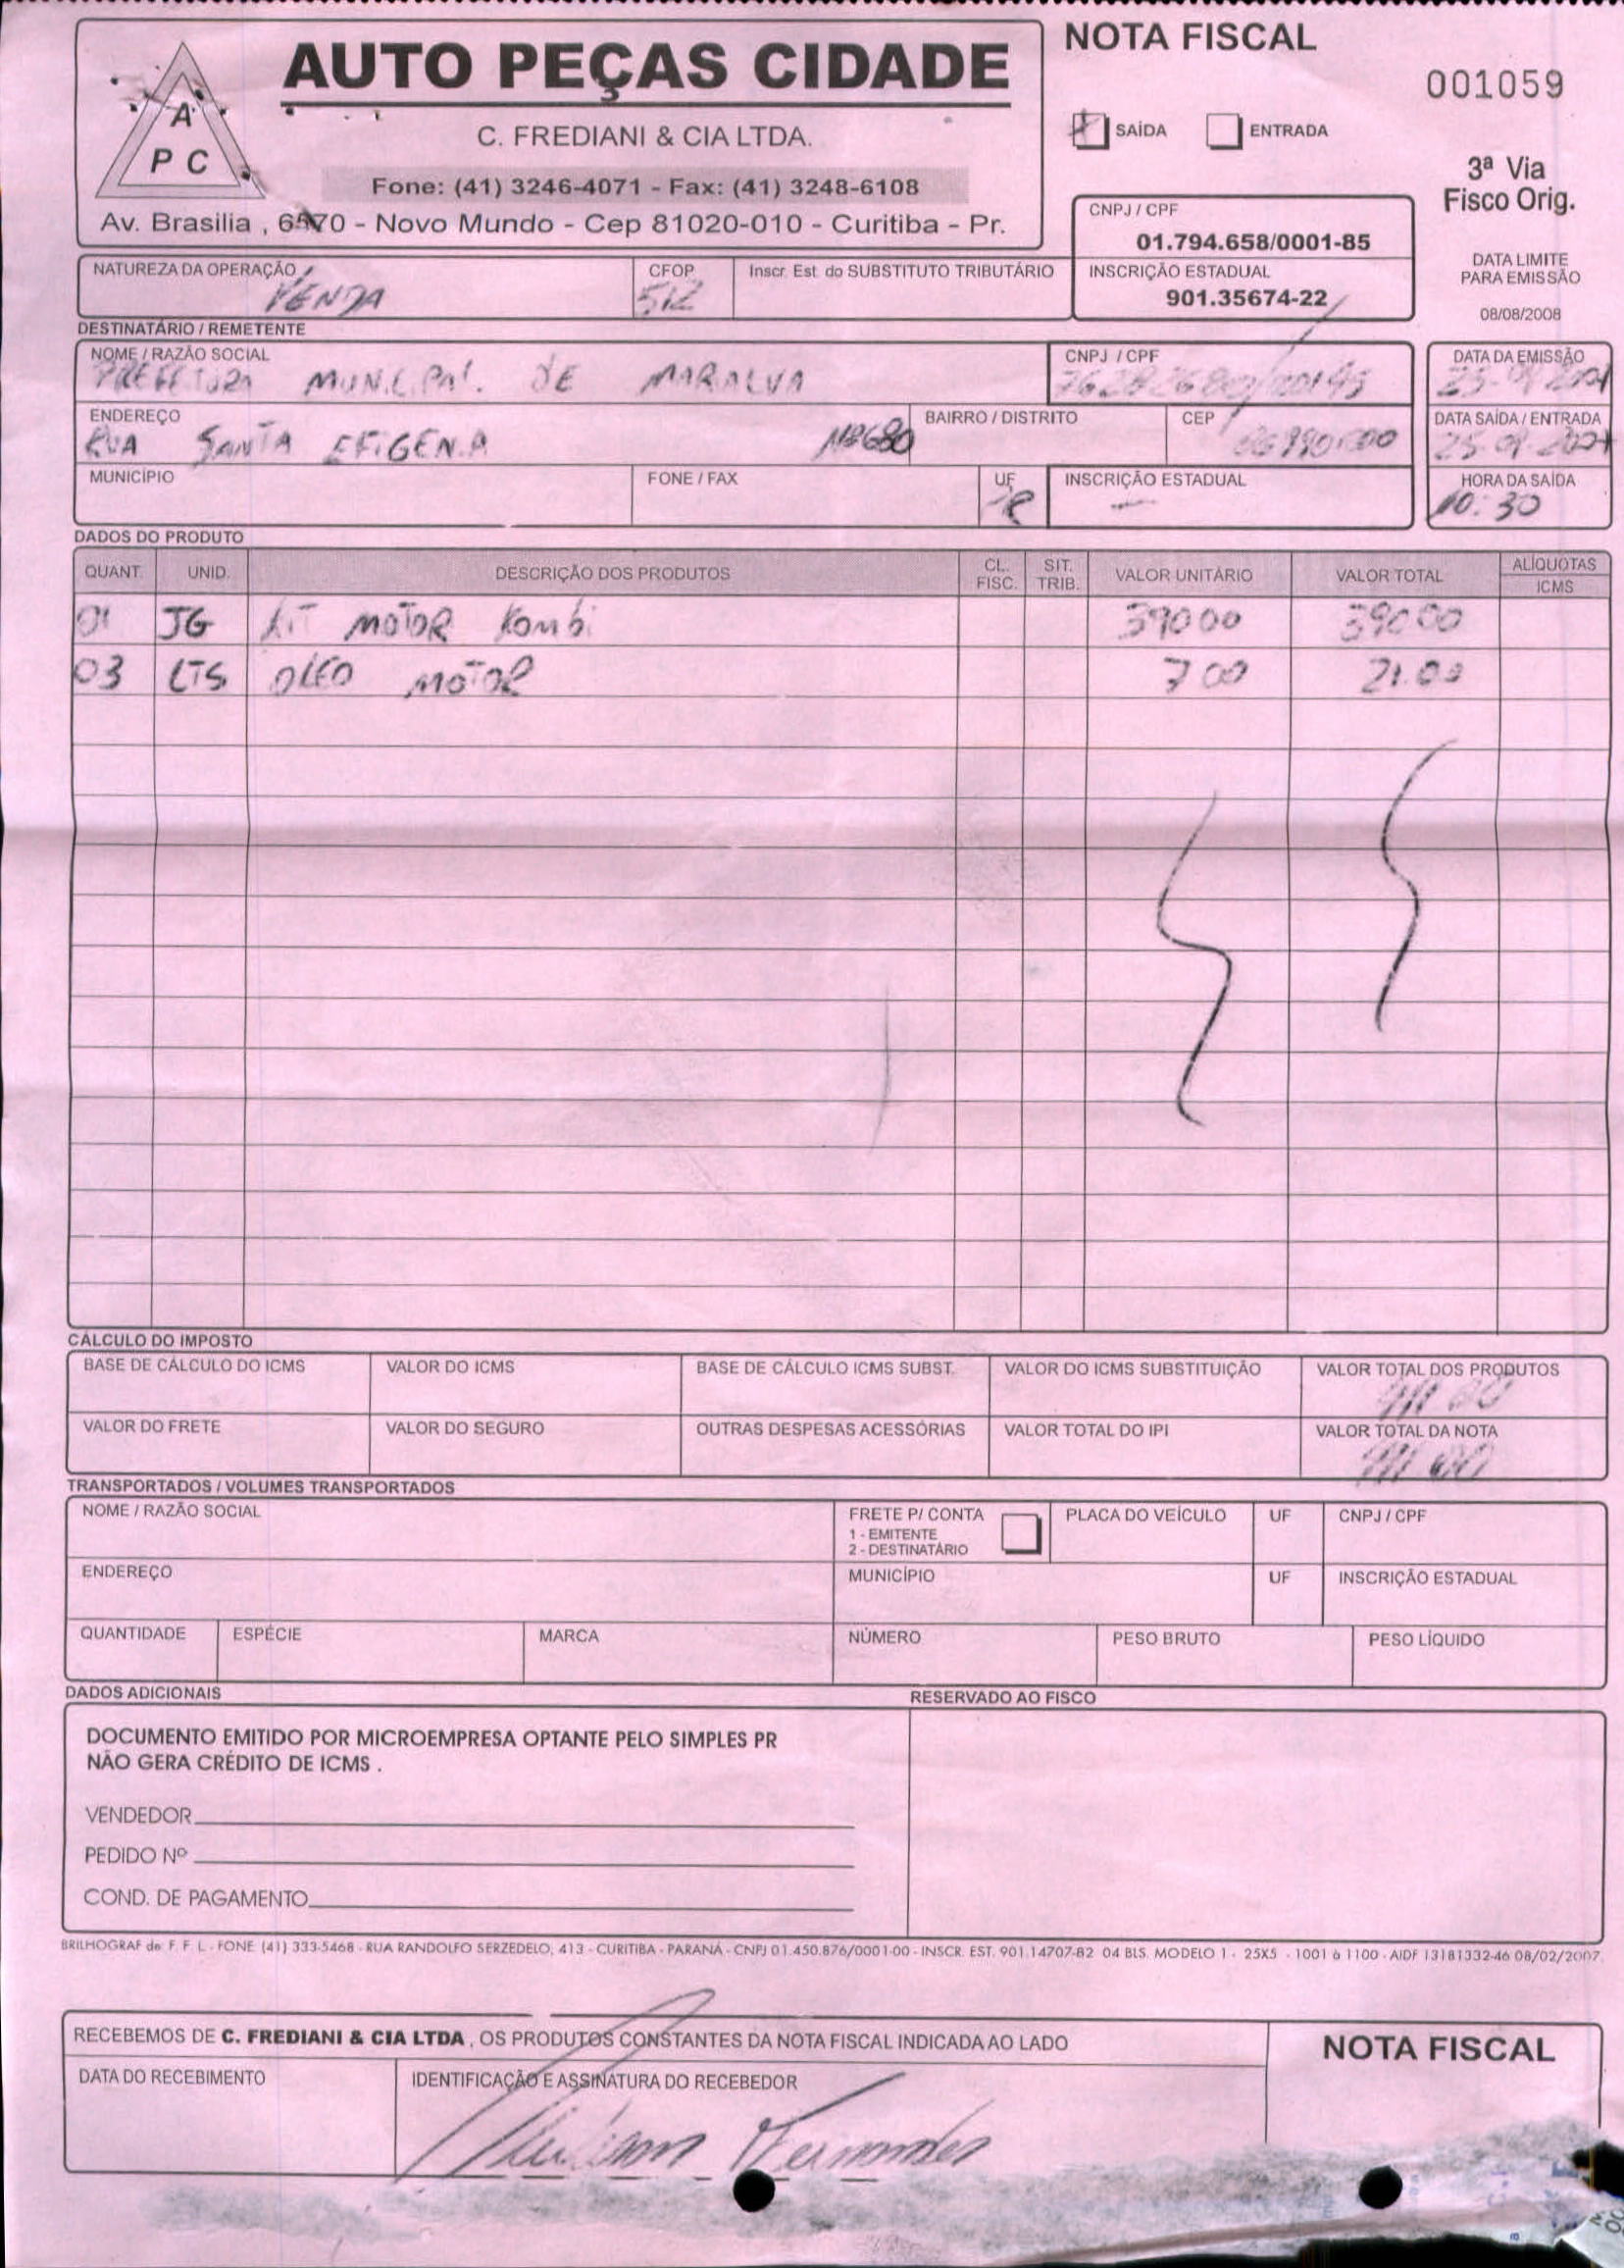 AUTO PEÇAS CIDADE
A
P C
C. FREDIANI & CIA LTDA.
Fone: (41) 3246-4071 - Fax: (41) 3248-6108
Av. Brasilia , 6570 - Novo Mundo - Cep 81020-010 - Curitiba - Pr.
NOTA FISCAL
001059
SAÍDA ENTRADA
3ª Via
Fisco Orig.
CNPJ / CPF
01.794.658/0001-85
DATA LIMITE
PARA EMISSÃO
08/08/2008
NATUREZA DA OPERAÇÃO CFOP Inscr. Est. do SUBSTITUTO TRIBUTÁRIO INSCRIÇÃO ESTADUAL
VENDA 512 901.35674-22
DESTINATÁRIO / REMETENTE
NOME / RAZÃO SOCIAL CNPJ / CPF DATA DA EMISSÃO
MUNICIPAL DE
ENDEREÇO BAIRRO / DISTRITO CEP DATA SAÍDA / ENTRADA
RUA SANTA EFIGENIA Nº 680
MUNICÍPIO FONE / FAX UF INSCRIÇÃO ESTADUAL HORA DA SAÍDA
10:30
DADOS DO PRODUTO
QUANT. UNID. DESCRIÇÃO DOS PRODUTOS CL. FISC. SIT. TRIB. VALOR UNITÁRIO VALOR TOTAL ALÍQUOTAS ICMS
01 JG KIT MOTOR Kombi 390 00 390 00
03 LTS OLEO MOTOR 7 00 21.00
CÁLCULO DO IMPOSTO
BASE DE CÁLCULO DO ICMS VALOR DO ICMS BASE DE CÁLCULO ICMS SUBST. VALOR DO ICMS SUBSTITUIÇÃO VALOR TOTAL DOS PRODUTOS
VALOR DO FRETE VALOR DO SEGURO OUTRAS DESPESAS ACESSÓRIAS VALOR TOTAL DO IPI VALOR TOTAL DA NOTA
TRANSPORTADOS / VOLUMES TRANSPORTADOS
NOME / RAZÃO SOCIAL FRETE P/ CONTA PLACA DO VEÍCULO UF CNPJ / CPF
1 - EMITENTE
2 - DESTINATÁRIO
ENDEREÇO MUNICÍPIO UF INSCRIÇÃO ESTADUAL
QUANTIDADE ESPÉCIE MARCA NÚMERO PESO BRUTO PESO LÍQUIDO
DADOS ADICIONAIS RESERVADO AO FISCO
DOCUMENTO EMITIDO POR MICROEMPRESA OPTANTE PELO SIMPLES PR
NÃO GERA CRÉDITO DE ICMS .
VENDEDOR
PEDIDO Nº
COND. DE PAGAMENTO
BRILHOGRAF de: F. F. L - FONE: (41) 333-5468 - RUA RANDOLFO SERZEDELO, 413 - CURITIBA - PARANÁ - CNPJ 01.450.876/0001-00 - INSCR. EST. 901.14707-82 04 BLS. MODELO 1 - 25X5 - 1001 à 1100 - AIDF 13181332-46 08/02/2007.
RECEBEMOS DE C. FREDIANI & CIA LTDA , OS PRODUTOS CONSTANTES DA NOTA FISCAL INDICADA AO LADO
NOTA FISCAL
DATA DO RECEBIMENTO IDENTIFICAÇÃO E ASSINATURA DO RECEBEDOR
Fernandes